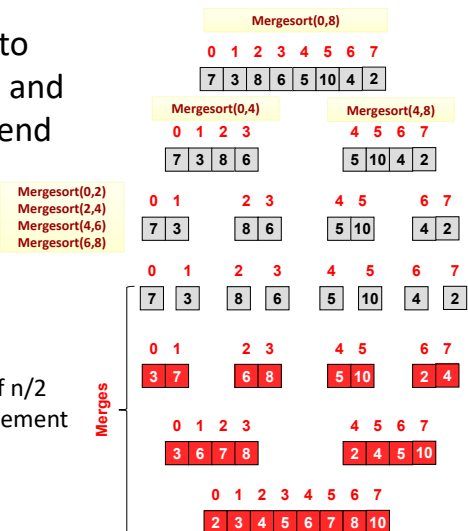 Mergesort(0,8)
to
0 1 2 3 4 5 6 7
and
7 3 8 6 5 10 4 2
end
Mergesort(0,4) Mergesort(4,8)
0 1 2 3 4 5 6 7
7 3 8 6 5 10 4 2
Mergesort(0,2)
Mergesort(2,4)
Mergesort(4,6)
Mergesort(6,8)
0 1 2 3 4 5 6 7
7 3 8 6 5 10 4 2
0 1 2 3 4 5 6 7
7 3 8 6 5 10 4 2
0 1 2 3 4 5 6 7
3 7 6 8 5 10 2 4
f n/2
ement
Merges
0 1 2 3 4 5 6 7
3 6 7 8 2 4 5 10
0 1 2 3 4 5 6 7
2 3 4 5 6 7 8 10